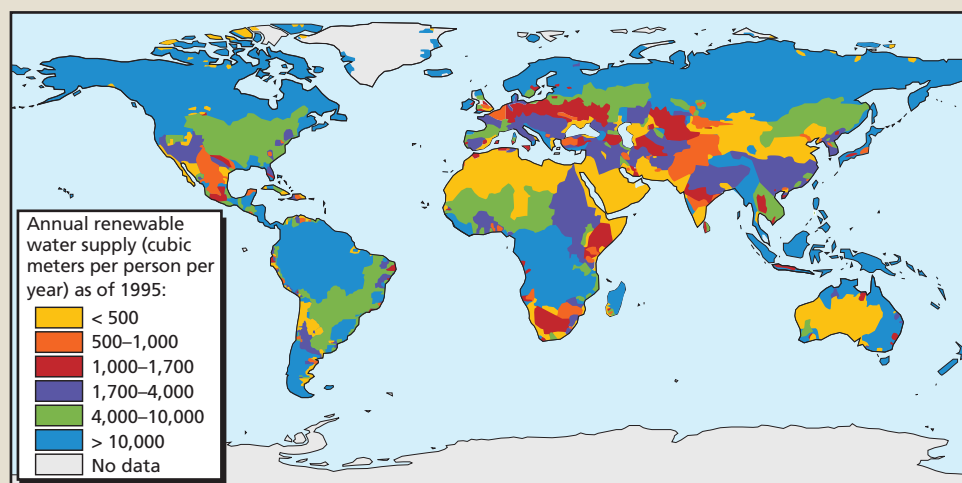 Annual renewable
water supply (cubic
meters per person per
year) as of 1995:
< 500
500–1,000
1,000–1,700
1,700–4,000
4,000–10,000
> 10,000
No data